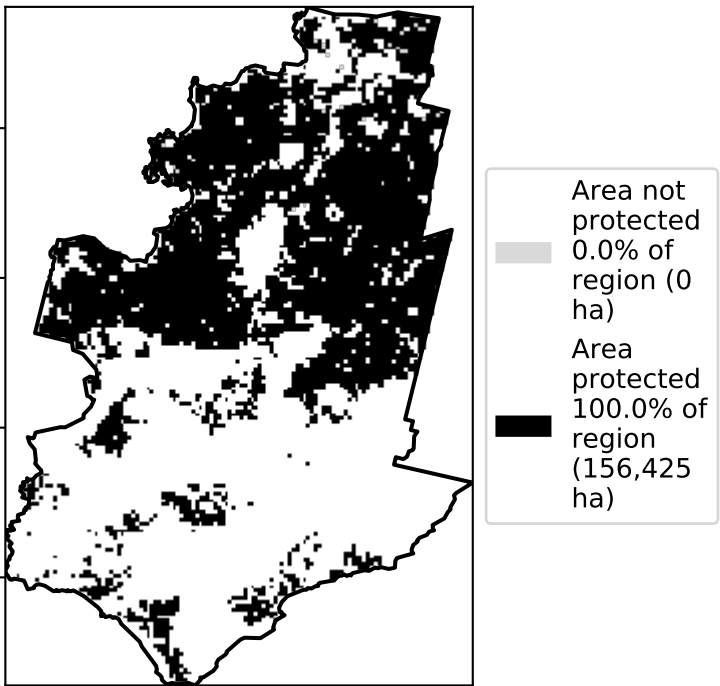 Area not
protected
0.0% of
region (0
ha)
Area
protected
100.0% of
region
(156,425
ha)